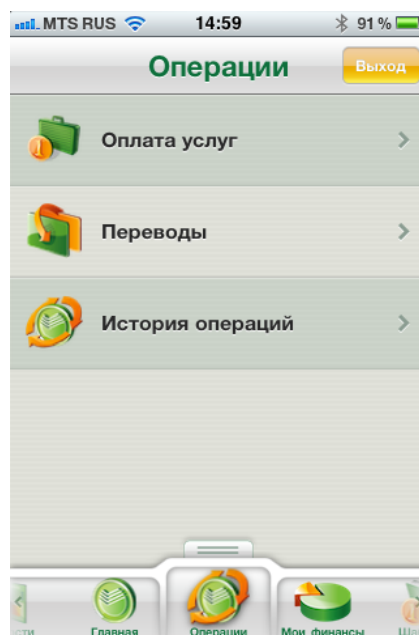 MTS RUS 14:59 91 %
Операции Выход
Оплата услуг
Переводы
История операций
Главная Операции Мои финансы